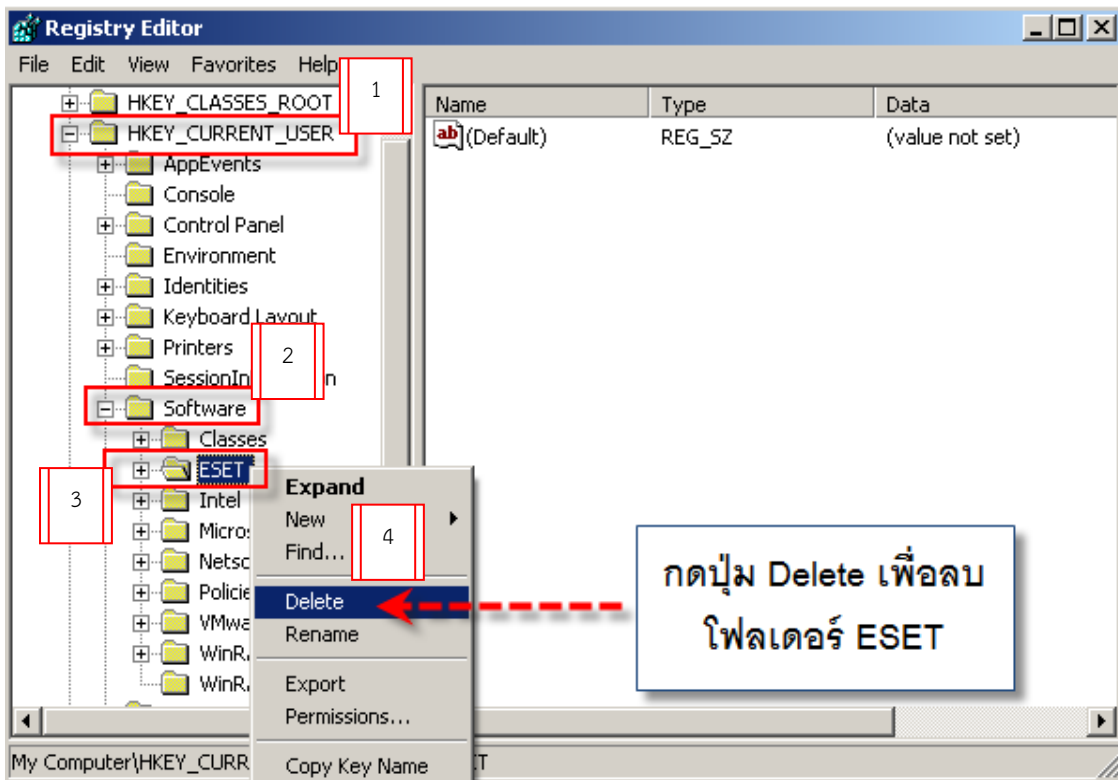 Registry Editor
File Edit View Favorites Help
1
HKEY_CLASSES_ROOT
HKEY_CURRENT_USER
AppEvents
Console
Control Panel
Environment
Identities
Keyboard Layout
Printers
2
Software
Classes
ESET
3
Intel
Name Type Data
(Default) REG_SZ (value not set)
Expand
New
4
Find...
Delete
Rename
Export
Permissions...
Copy Key Name
กดปุ่ม Delete เพื่อลบ
โฟลเดอร์ ESET
My Computer\HKEY_CURR